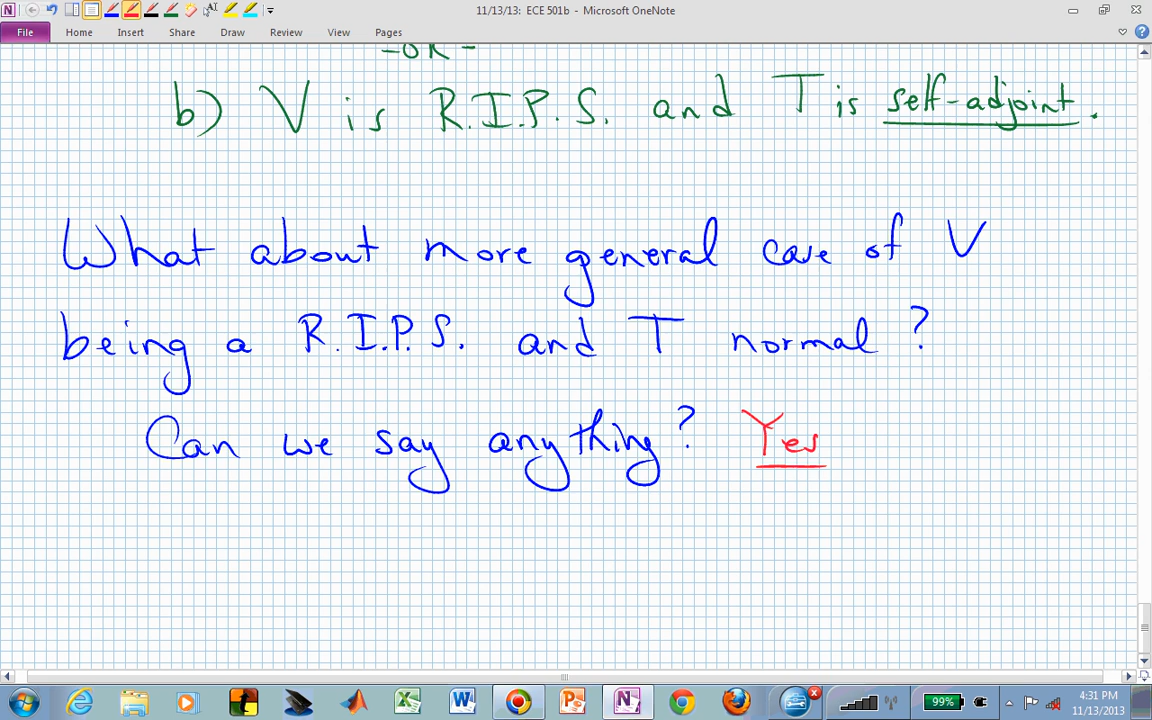 11/13/13: ECE 501b - Microsoft OneNote
File Home Insert Share Draw Review View Pages
-OR-
b) V is R.I.P.S. and T is self-adjoint.
What about more general case of V
being a R.I.P.S. and T normal?
Can we say anything? Yes
99%
4:31 PM
11/13/2013